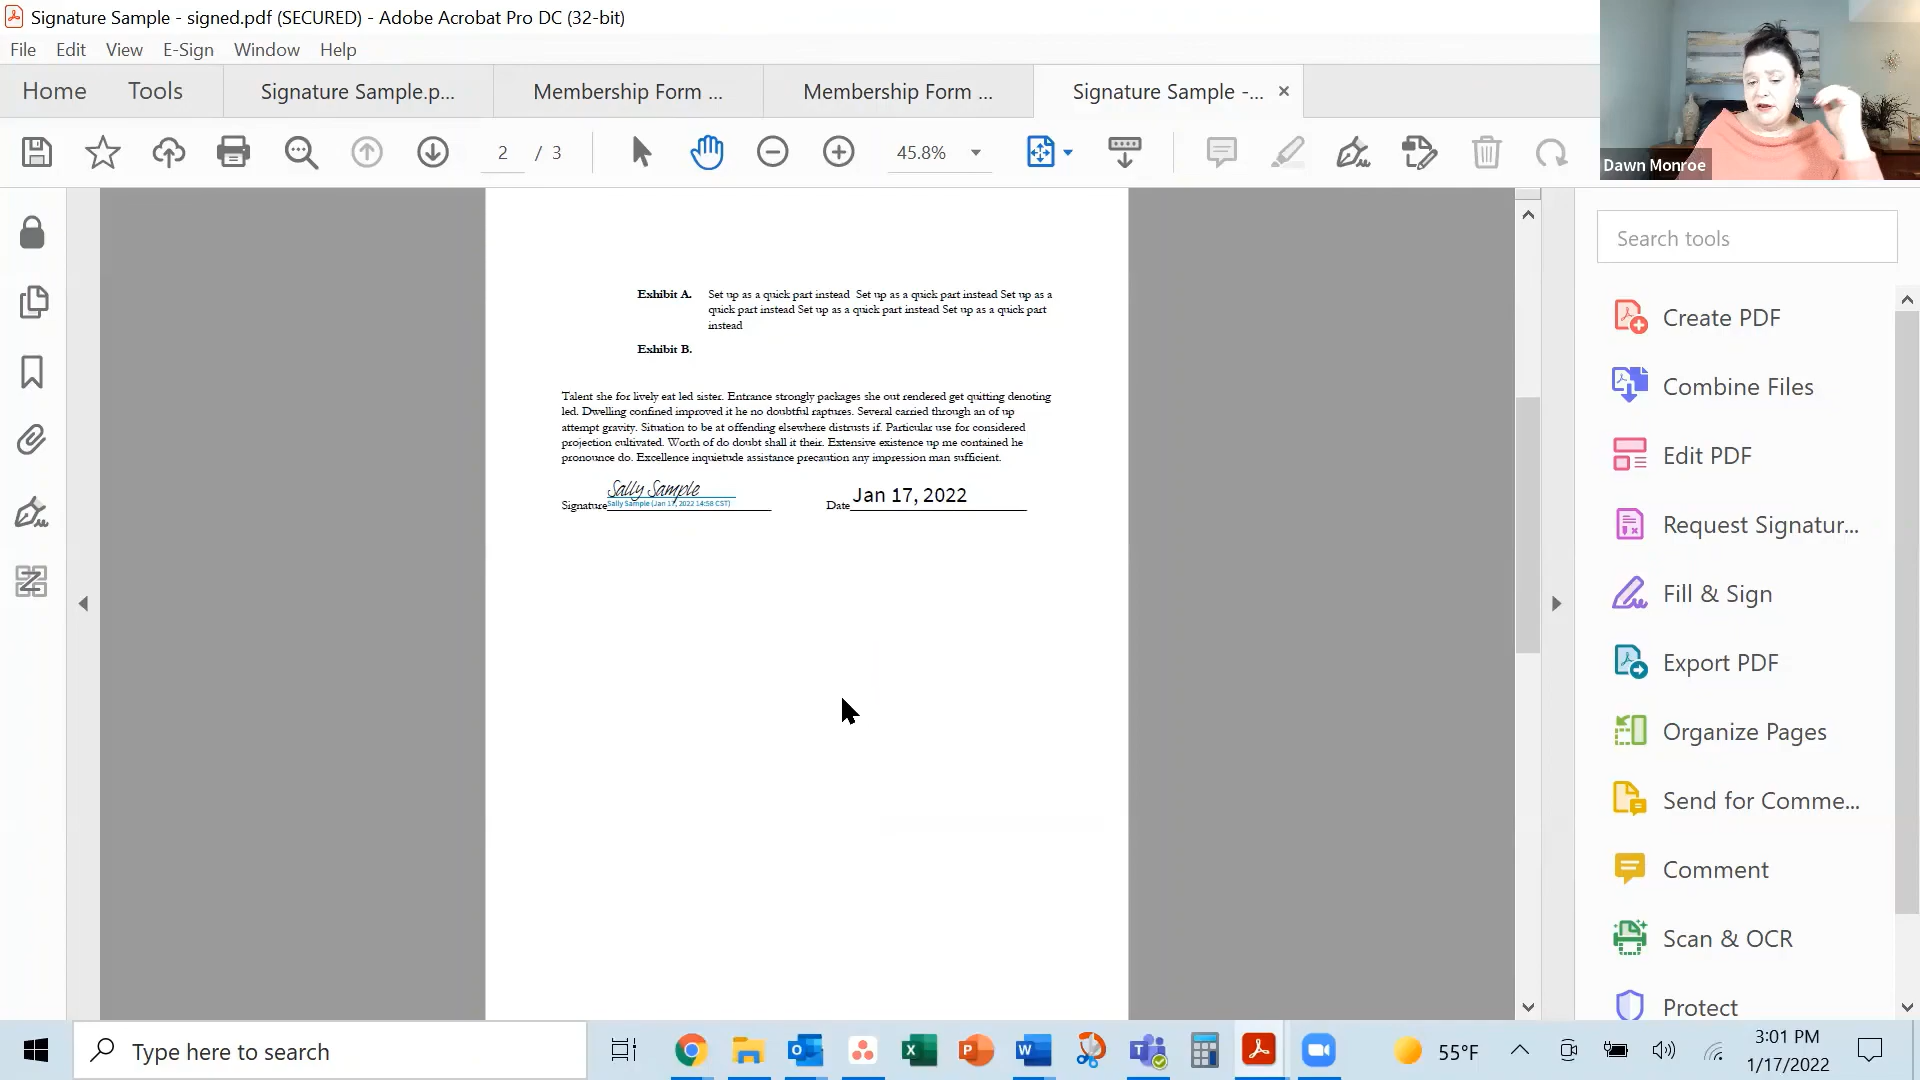 Signature Sample - signed.pdf (SECURED) - Adobe Acrobat Pro DC (32-bit)
File Edit View E-Sign Window Help
Home Tools Signature Sample.p... Membership Form ... Membership Form ... Signature Sample -... ×
2 / 3 45.8%
Dawn Monroe
Search tools
Create PDF
Combine Files
Edit PDF
Request Signatur...
Fill & Sign
Export PDF
Organize Pages
Send for Comme...
Comment
Scan & OCR
Protect
Exhibit A. Set up as a quick part instead Set up as a quick part instead Set up as a
quick part instead Set up as a quick part instead Set up as a quick part
instead
Exhibit B.
Talent she for lively eat led sister. Entrance strongly packages she out rendered get quitting denoting
led. Dwelling confined improved it he no doubtful raptures. Several carried through an of up
attempt gravity. Situation to be at offending elsewhere distrusts if. Particular use for considered
projection cultivated. Worth of do doubt shall it their. Extensive existence up me contained he
pronounce do. Excellence inquietude assistance precaution any impression man sufficient.
Sally Sample
Sally Sample (Jan 17, 2022 14:58 CST)
Signature
Jan 17, 2022
Date
Type here to search
55°F
3:01 PM
1/17/2022